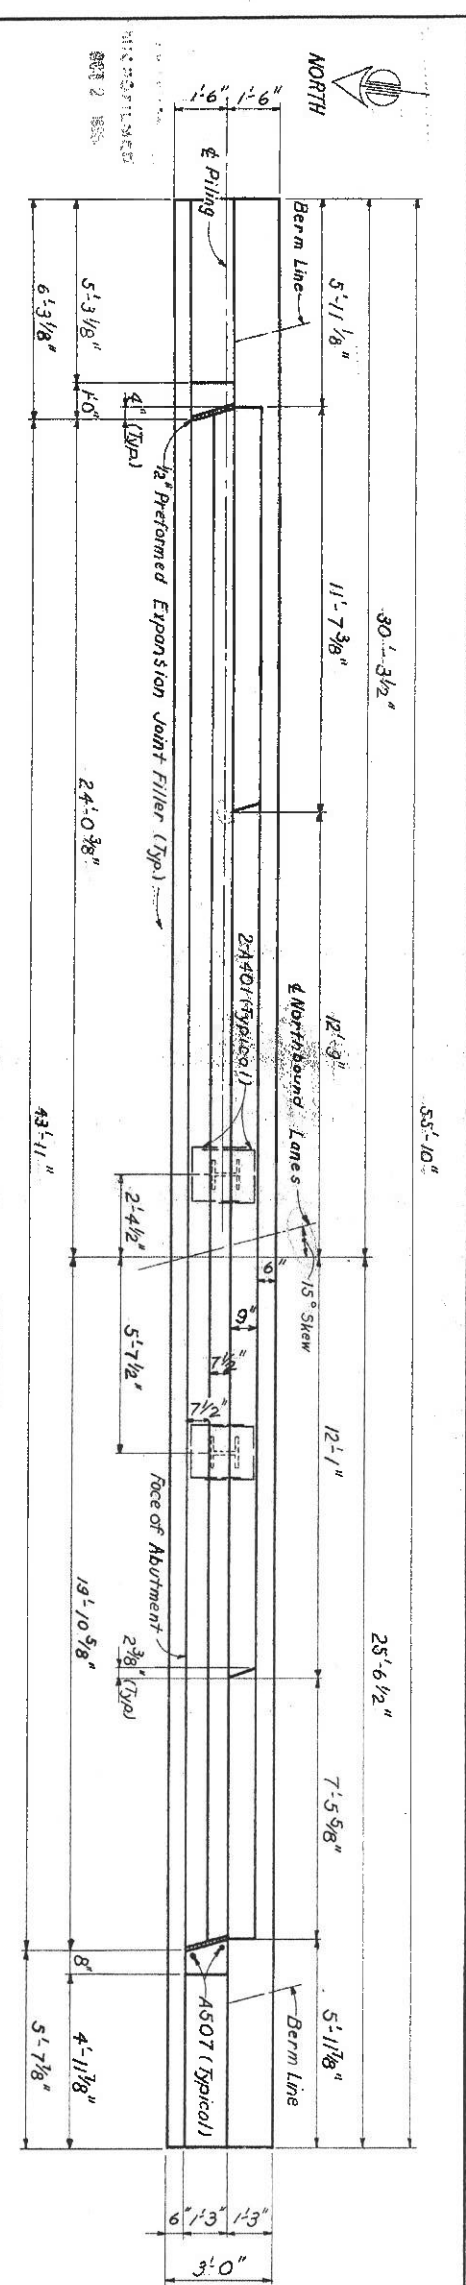 NORTH
55'-10"
30'-3 1/2"
25'-6 1/2"
5'-11 1/8"
11'-7 3/8"
12'-9"
12'-1"
7'-5 5/8"
5'-11 7/8"
Berm Line
℄ Northbound Lanes
15° Skew
Berm Line
1'-9"
1'-9"
℄ Piling
2-A401 (Typical)
6"
9"
7 1/2"
7 1/2"
1'-3"
1'-3"
6"
3'-0"
A507 (Typical)
Face of Abutment
1/2" Preformed Expansion Joint Filler (Typ.)
4" (Typ.)
2 3/8" (Typ)
2'-4 1/2"
5'-7 1/2"
5'-3 1/8"
1'-0"
24'-0 3/8"
19'-10 5/8"
8"
4'-11 7/8"
6'-3 1/8"
43'-11"
5'-7 7/8"